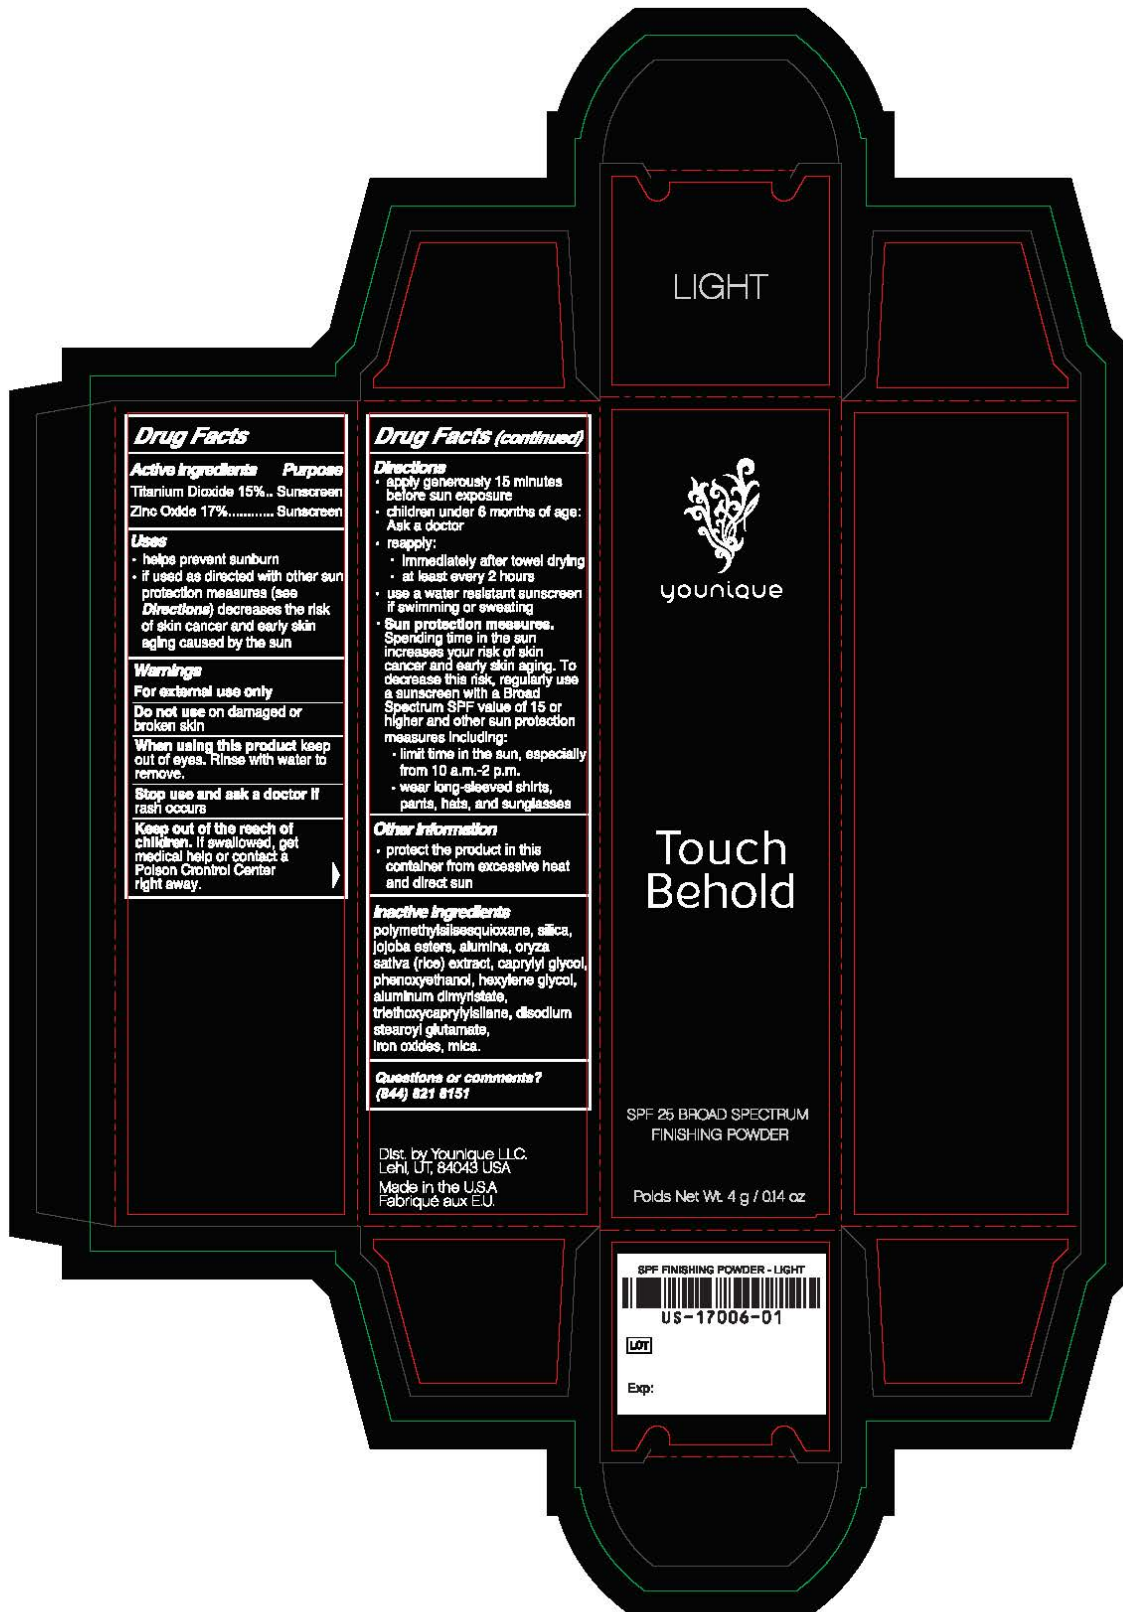 LIGHT
Drug Facts
Active Ingredients Purpose
Titanium Dioxide 15%.. Sunscreen
Zinc Oxide 17%............ Sunscreen
Uses
• helps prevent sunburn
• if used as directed with other sun
protection measures (see
Directions) decreases the risk
of skin cancer and early skin
aging caused by the sun
Warnings
For external use only
Do not use on damaged or
broken skin
When using this product keep
out of eyes. Rinse with water to
remove.
Stop use and ask a doctor if
rash occurs
Keep out of the reach of
children. If swallowed, get
medical help or contact a
Poison Crontrol Center
right away.
Drug Facts (continued)
Directions
• apply generously 15 minutes
before sun exposure
• children under 6 months of age:
Ask a doctor
• reapply:
• immediately after towel drying
• at least every 2 hours
• use a water resistant sunscreen
if swimming or sweating
• Sun protection measures.
Spending time in the sun
increases your risk of skin
cancer and early skin aging. To
decrease this risk, regularly use
a sunscreen with a Broad
Spectrum SPF value of 15 or
higher and other sun protection
measures including:
• limit time in the sun, especially
from 10 a.m.-2 p.m.
• wear long-sleeved shirts,
pants, hats, and sunglasses
Other information
• protect the product in this
container from excessive heat
and direct sun
Inactive ingredients
polymethylsilsesquioxane, silica,
jojoba esters, alumina, oryza
sativa (rice) extract, caprylyl glycol,
phenoxyethanol, hexylene glycol,
aluminum dimyristate,
triethoxycaprylylsilane, disodium
stearoyl glutamate,
iron oxides, mica.
Questions or comments?
(844) 821 8151
Dist. by Younique LLC.
Lehi, UT, 84043 USA
Made in the U.S.A
Fabriqué aux E.U.
younique
Touch
Behold
SPF 25 BROAD SPECTRUM
FINISHING POWDER
Poids Net Wt. 4 g / 0.14 oz
SPF FINISHING POWDER - LIGHT
US-17006-01
LOT
Exp: